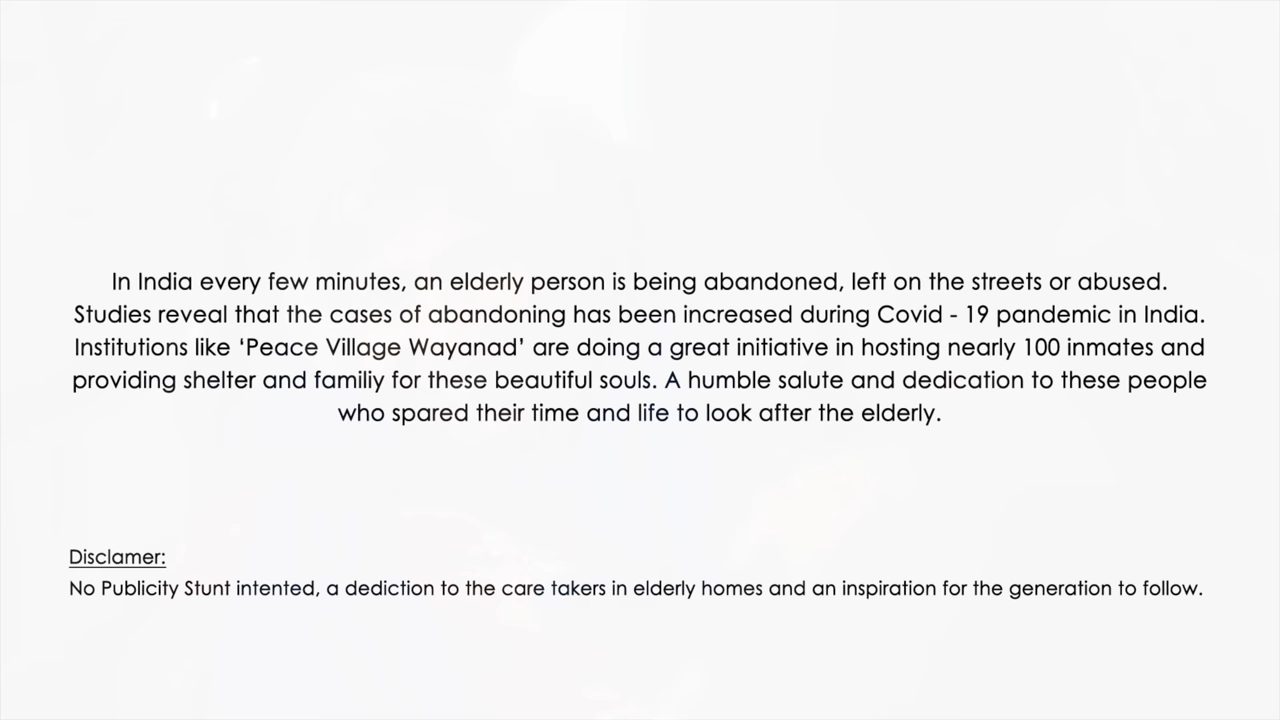 In India every few minutes, an elderly person is being abandoned, left on the streets or abused.
Studies reveal that the cases of abandoning has been increased during Covid - 19 pandemic in India.
Institutions like ‘Peace Village Wayanad’ are doing a great initiative in hosting nearly 100 inmates and
providing shelter and familiy for these beautiful souls. A humble salute and dedication to these people
who spared their time and life to look after the elderly.
Disclamer:
No Publicity Stunt intented, a dediction to the care takers in elderly homes and an inspiration for the generation to follow.